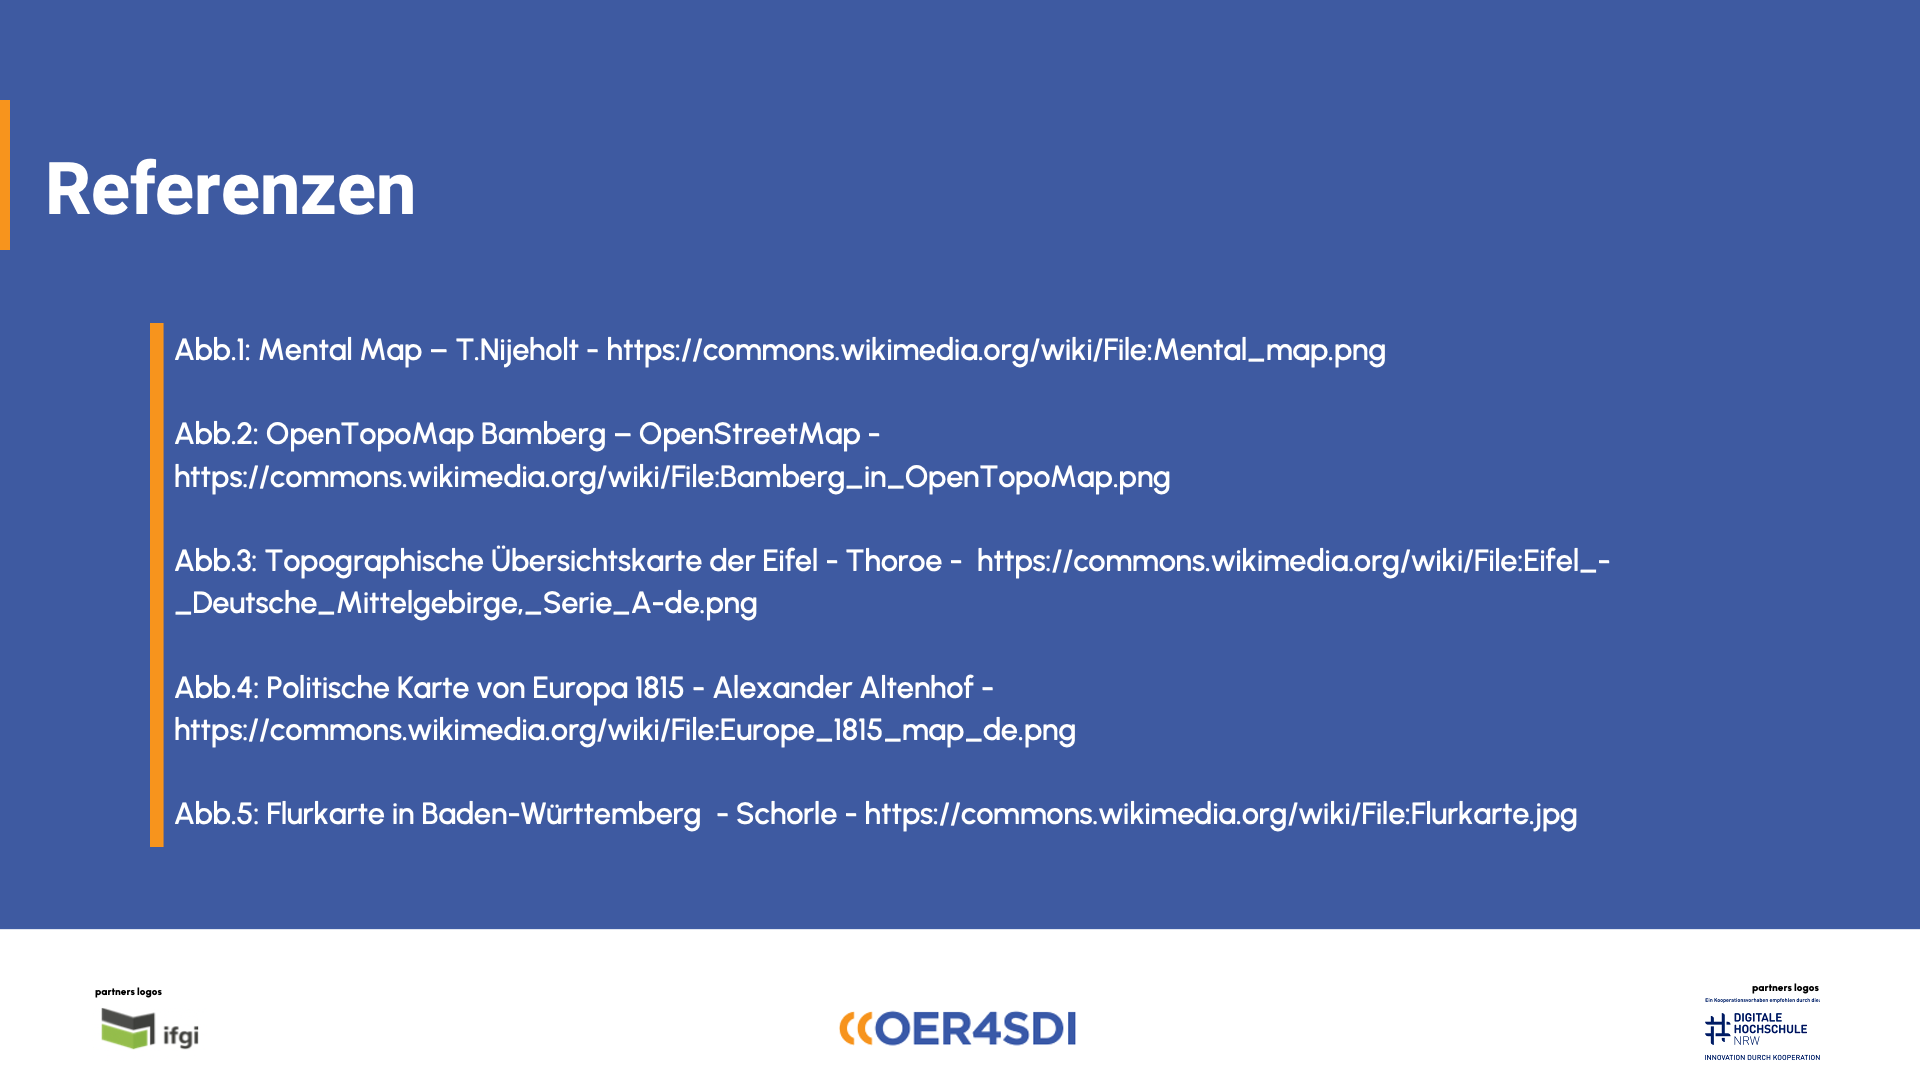 Referenzen
Abb.1: Mental Map – T.Nijeholt - https://commons.wikimedia.org/wiki/File:Mental_map.png
Abb.2: OpenTopoMap Bamberg – OpenStreetMap -
https://commons.wikimedia.org/wiki/File:Bamberg_in_OpenTopoMap.png
Abb.3: Topographische Übersichtskarte der Eifel - Thoroe -  https://commons.wikimedia.org/wiki/File:Eifel_-
_Deutsche_Mittelgebirge,_Serie_A-de.png
Abb.4: Politische Karte von Europa 1815 - Alexander Altenhof -
https://commons.wikimedia.org/wiki/File:Europe_1815_map_de.png
Abb.5: Flurkarte in Baden-Württemberg  - Schorle - https://commons.wikimedia.org/wiki/File:Flurkarte.jpg
partners logos
ifgi
OER4SDI
partners logos
Ein Kooperationsvorhaben empfohlen durch die:
DIGITALE
HOCHSCHULE
NRW
INNOVATION DURCH KOOPERATION